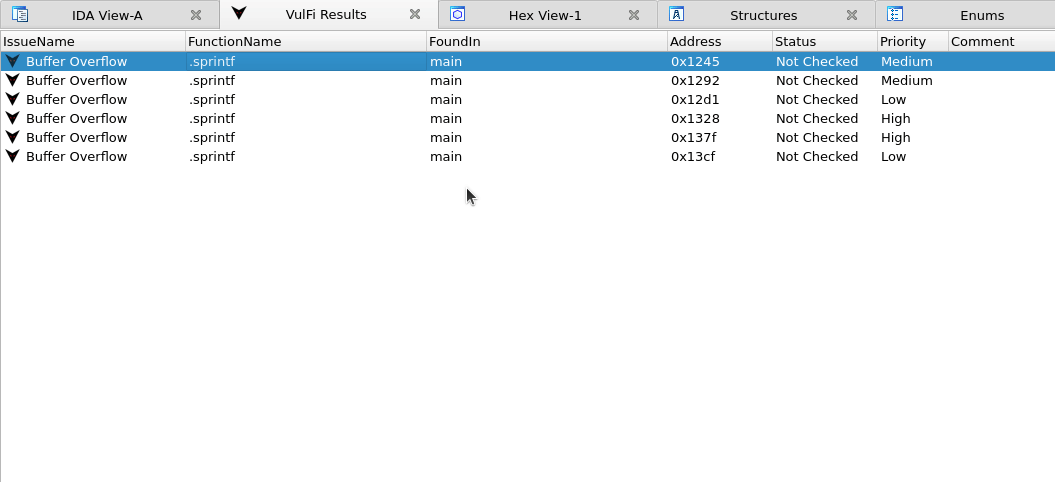 IDA View-A VulFi Results Hex View-1 Structures Enums
IssueName FunctionName FoundIn Address Status Priority Comment
Buffer Overflow .sprintf main 0x1245 Not Checked Medium
Buffer Overflow .sprintf main 0x1292 Not Checked Medium
Buffer Overflow .sprintf main 0x12d1 Not Checked Low
Buffer Overflow .sprintf main 0x1328 Not Checked High
Buffer Overflow .sprintf main 0x137f Not Checked High
Buffer Overflow .sprintf main 0x13cf Not Checked Low